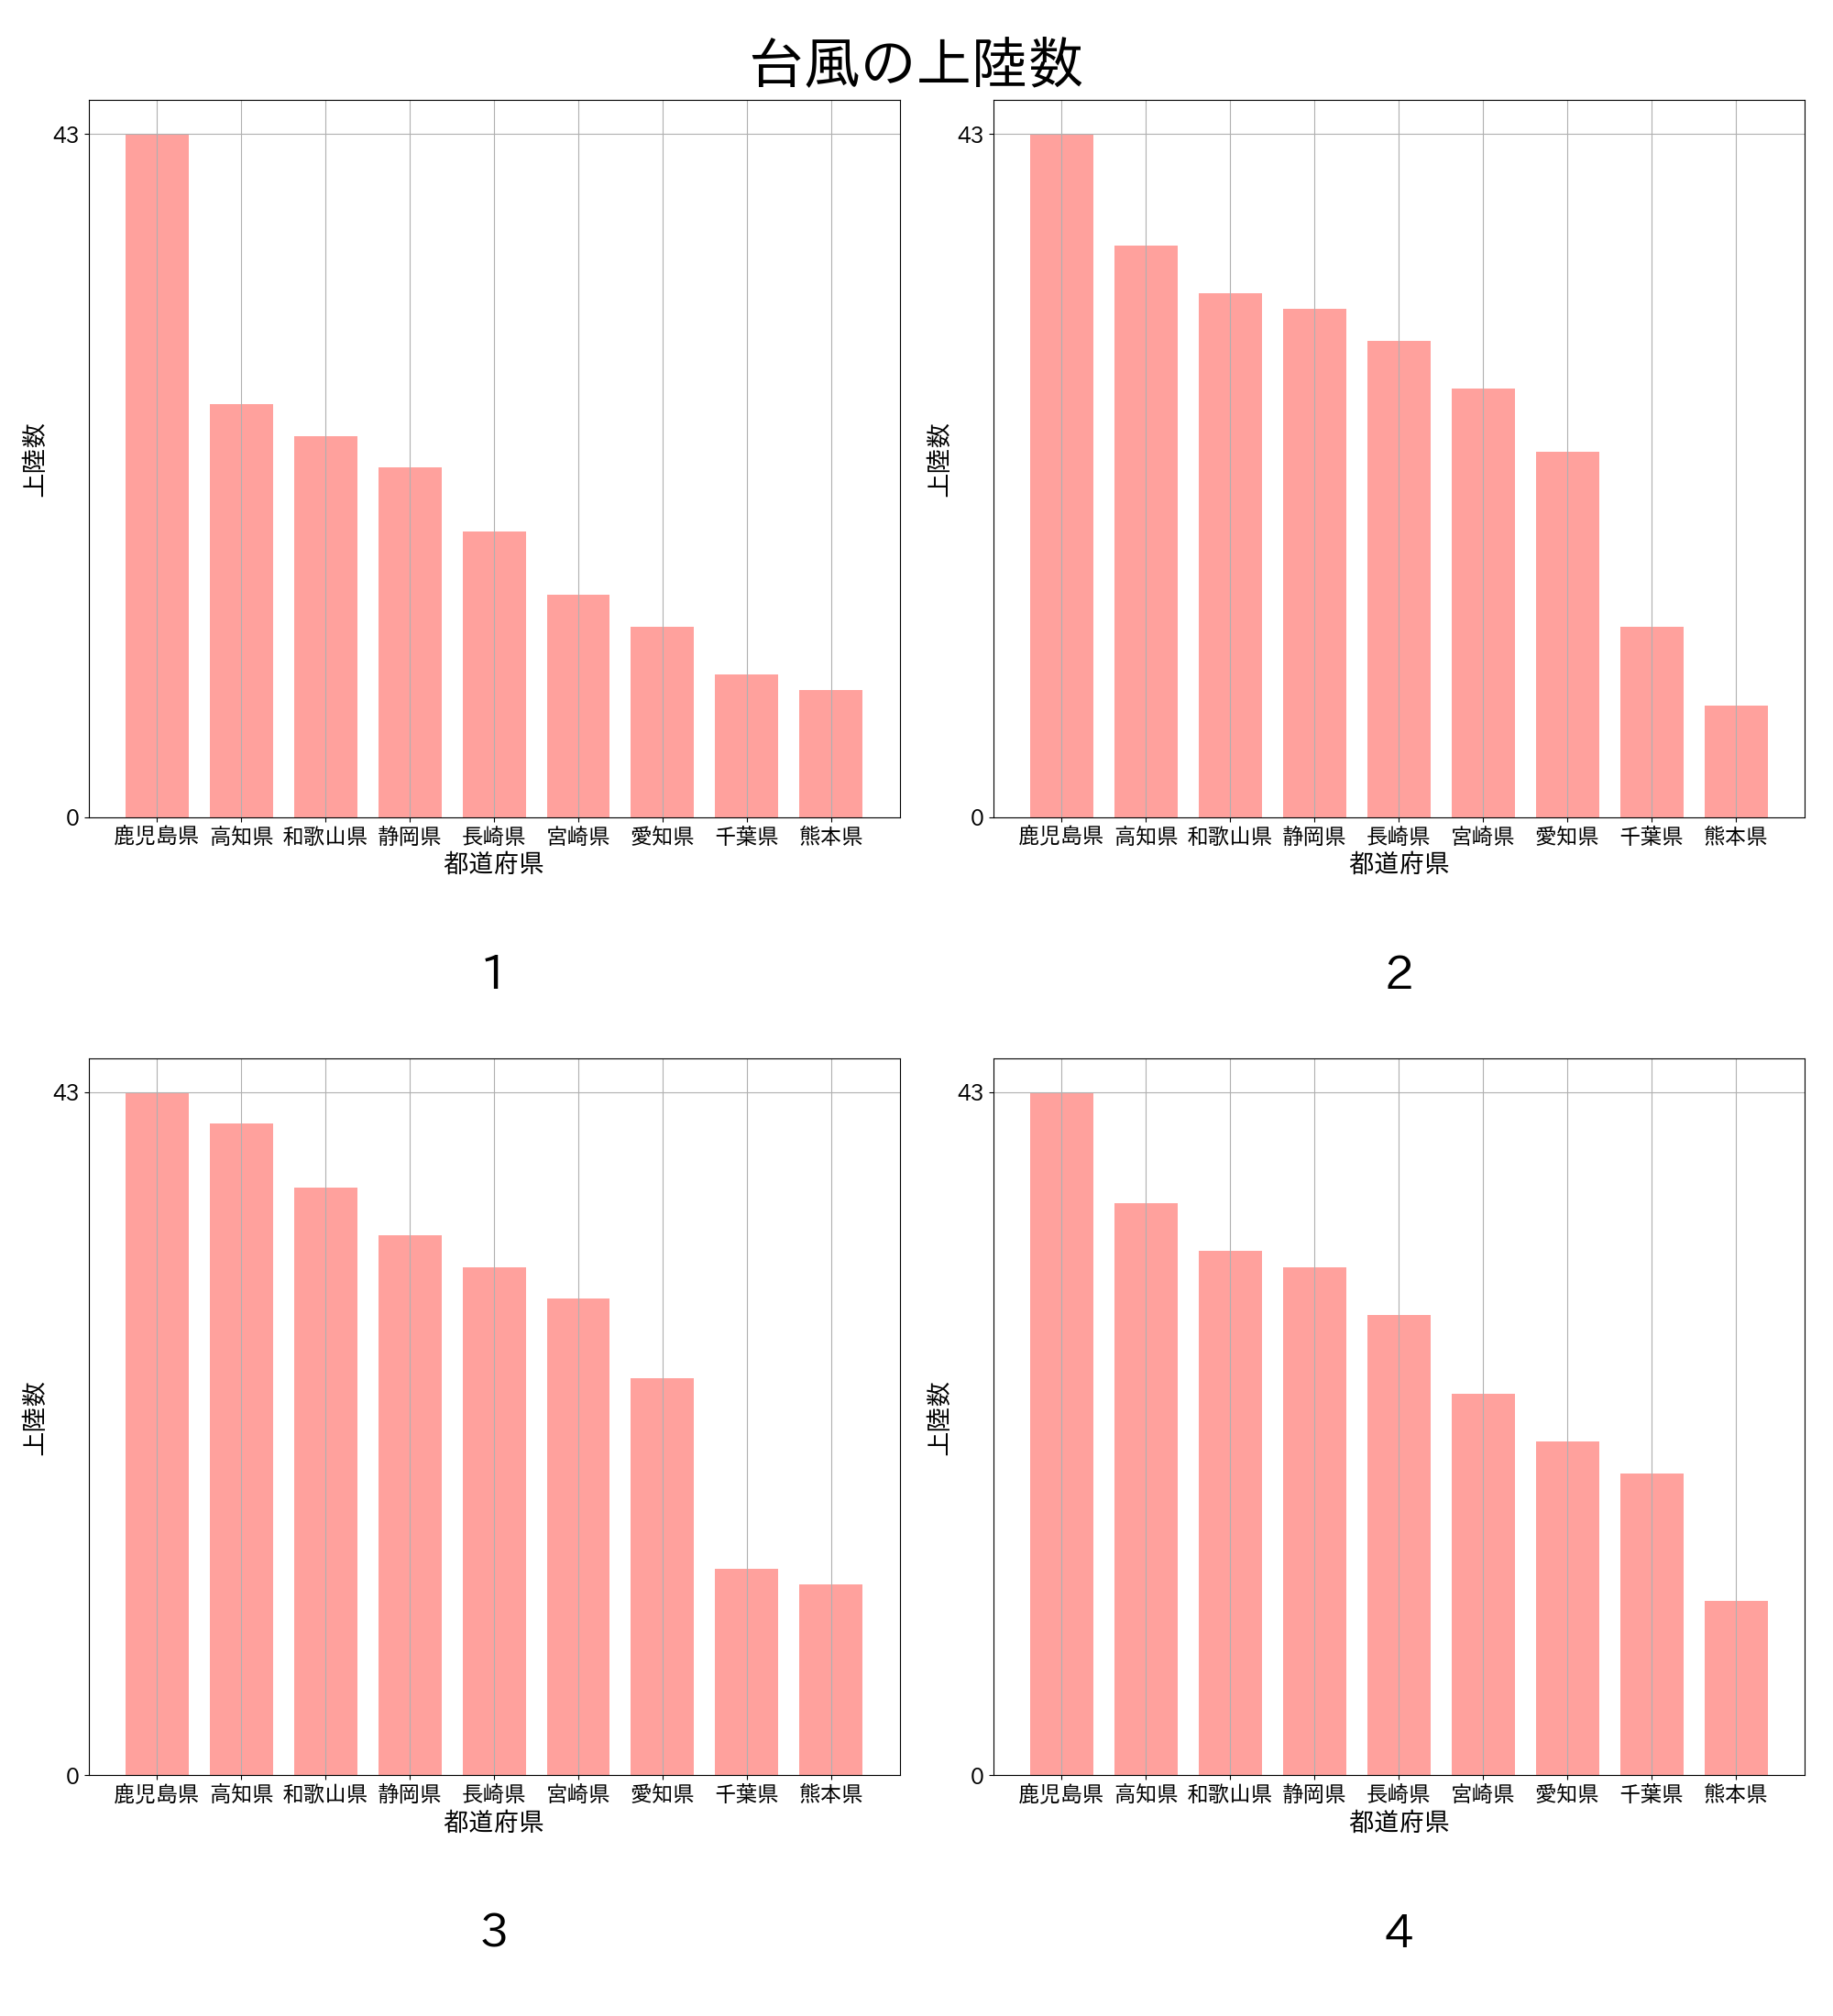 台風の上陸数
43
0
上陸数
鹿児島県 高知県 和歌山県 静岡県 長崎県 宮崎県 愛知県 千葉県 熊本県
都道府県
1
43
0
上陸数
鹿児島県 高知県 和歌山県 静岡県 長崎県 宮崎県 愛知県 千葉県 熊本県
都道府県
2
43
0
上陸数
鹿児島県 高知県 和歌山県 静岡県 長崎県 宮崎県 愛知県 千葉県 熊本県
都道府県
3
43
0
上陸数
鹿児島県 高知県 和歌山県 静岡県 長崎県 宮崎県 愛知県 千葉県 熊本県
都道府県
4